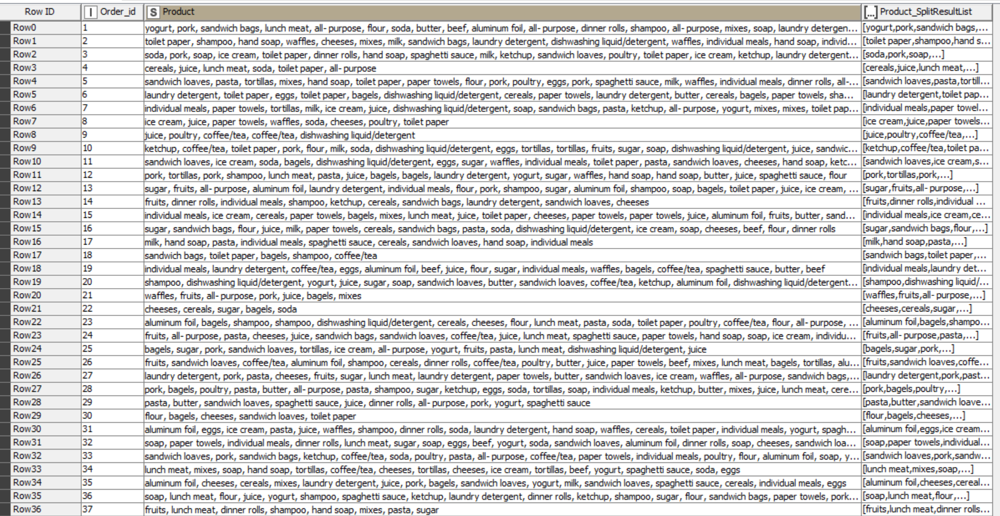 Row ID I Order_id S Product [...] Product_SplitResultList
Row0 1 yogurt, pork, sandwich bags, lunch meat, all- purpose, flour, soda, butter, beef, aluminum foil, all- purpose, dinner rolls, shampoo, all- purpose, mixes, soap, laundry detergen... [yogurt,pork,sandwich bags,...
Row1 2 toilet paper, shampoo, hand soap, waffles, cheeses, mixes, milk, sandwich bags, laundry detergent, dishwashing liquid/detergent, waffles, individual meals, hand soap, individ... [toilet paper,shampoo,hand s...
Row2 3 soda, pork, soap, ice cream, toilet paper, dinner rolls, hand soap, spaghetti sauce, milk, ketchup, sandwich loaves, poultry, toilet paper, ice cream, ketchup, laundry detergent... [soda,pork,soap,...]
Row3 4 cereals, juice, lunch meat, soda, toilet paper, all- purpose [cereals,juice,lunch meat,...]
Row4 5 sandwich loaves, pasta, tortillas, mixes, hand soap, toilet paper, paper towels, flour, pork, poultry, eggs, pork, spaghetti sauce, milk, waffles, individual meals, dinner rolls, all-... [sandwich loaves,pasta,tortill...
Row5 6 laundry detergent, toilet paper, eggs, toilet paper, bagels, dishwashing liquid/detergent, cereals, paper towels, laundry detergent, butter, cereals, bagels, paper towels, sha... [laundry detergent,toilet pap...
Row6 7 individual meals, paper towels, tortillas, milk, ice cream, juice, dishwashing liquid/detergent, soap, sandwich bags, pasta, ketchup, all- purpose, yogurt, mixes, mixes, toilet pap... [individual meals,paper towel...
Row7 8 ice cream, juice, paper towels, waffles, soda, cheeses, poultry, toilet paper [ice cream,juice,paper towels...
Row8 9 juice, poultry, coffee/tea, coffee/tea, dishwashing liquid/detergent [juice,poultry,coffee/tea,...]
Row9 10 ketchup, coffee/tea, toilet paper, pork, flour, milk, soda, dishwashing liquid/detergent, eggs, tortillas, tortillas, fruits, sugar, soap, dishwashing liquid/detergent, juice, sandwic... [ketchup,coffee/tea,toilet pa...
Row10 11 sandwich loaves, ice cream, soda, bagels, dishwashing liquid/detergent, eggs, sugar, waffles, individual meals, toilet paper, pasta, sandwich loaves, cheeses, hand soap, ketc... [sandwich loaves,ice cream,s...
Row11 12 pork, tortillas, pork, shampoo, lunch meat, pasta, juice, bagels, bagels, laundry detergent, yogurt, sugar, waffles, hand soap, hand soap, butter, juice, spaghetti sauce, flour [pork,tortillas,pork,...]
Row12 13 sugar, fruits, all- purpose, aluminum foil, laundry detergent, individual meals, flour, pork, shampoo, sugar, aluminum foil, shampoo, soap, bagels, toilet paper, juice, ice cream, ... [sugar,fruits,all- purpose,...]
Row13 14 fruits, dinner rolls, individual meals, shampoo, ketchup, cereals, sandwich bags, laundry detergent, sandwich loaves, cheeses [fruits,dinner rolls,individual ...
Row14 15 individual meals, ice cream, cereals, paper towels, bagels, mixes, lunch meat, juice, toilet paper, cheeses, paper towels, paper towels, juice, aluminum foil, fruits, butter, sand... [individual meals,ice cream,ce...
Row15 16 sugar, sandwich bags, flour, juice, milk, paper towels, cereals, sandwich bags, pasta, soda, dishwashing liquid/detergent, ice cream, soap, cheeses, beef, flour, dinner rolls [sugar,sandwich bags,flour,...]
Row16 17 milk, hand soap, pasta, individual meals, spaghetti sauce, cereals, sandwich loaves, hand soap, individual meals [milk,hand soap,pasta,...]
Row17 18 sandwich bags, toilet paper, bagels, shampoo, coffee/tea [sandwich bags,toilet paper,...
Row18 19 individual meals, laundry detergent, coffee/tea, eggs, aluminum foil, beef, juice, flour, sugar, individual meals, waffles, bagels, coffee/tea, spaghetti sauce, butter, beef [individual meals,laundry det...
Row19 20 shampoo, dishwashing liquid/detergent, yogurt, juice, sugar, soap, sandwich loaves, butter, sandwich loaves, coffee/tea, ketchup, aluminum foil, dishwashing liquid/detergent... [shampoo,dishwashing liquid/...
Row20 21 waffles, fruits, all- purpose, pork, juice, bagels, mixes [waffles,fruits,all- purpose,...]
Row21 22 cheeses, cereals, sugar, bagels, soda [cheeses,cereals,sugar,...]
Row22 23 aluminum foil, bagels, shampoo, shampoo, dishwashing liquid/detergent, cereals, cheeses, flour, lunch meat, pasta, soda, toilet paper, poultry, coffee/tea, flour, all- purpose, ... [aluminum foil,bagels,shampo...
Row23 24 fruits, all- purpose, pasta, cheeses, juice, sandwich bags, sandwich loaves, coffee/tea, juice, lunch meat, spaghetti sauce, paper towels, hand soap, soap, ice cream, individu... [fruits,all- purpose,pasta,...]
Row24 25 bagels, sugar, pork, sandwich loaves, tortillas, ice cream, all- purpose, yogurt, fruits, pasta, lunch meat, dishwashing liquid/detergent, juice [bagels,sugar,pork,...]
Row25 26 fruits, sandwich loaves, coffee/tea, aluminum foil, shampoo, cereals, dinner rolls, coffee/tea, poultry, butter, juice, paper towels, beef, mixes, lunch meat, bagels, tortillas, alu... [fruits,sandwich loaves,coffe...
Row26 27 laundry detergent, pork, pasta, cheeses, fruits, sugar, lunch meat, laundry detergent, paper towels, butter, sandwich loaves, ice cream, waffles, all- purpose, sandwich bags,... [laundry detergent,pork,past...
Row27 28 pork, bagels, poultry, pasta, butter, all- purpose, pasta, shampoo, sugar, ketchup, eggs, soda, tortillas, soap, individual meals, ketchup, butter, mixes, juice, lunch meat, cere... [pork,bagels,poultry,...]
Row28 29 pasta, butter, sandwich loaves, spaghetti sauce, juice, dinner rolls, all- purpose, pork, yogurt, spaghetti sauce [pasta,butter,sandwich loave...
Row29 30 flour, bagels, cheeses, sandwich loaves, toilet paper [flour,bagels,cheeses,...]
Row30 31 aluminum foil, eggs, ice cream, pasta, juice, waffles, shampoo, dinner rolls, soda, laundry detergent, hand soap, waffles, cereals, toilet paper, individual meals, yogurt, spagh... [aluminum foil,eggs,ice cream...
Row31 32 soap, paper towels, individual meals, dinner rolls, lunch meat, sugar, soap, eggs, beef, yogurt, soda, sandwich loaves, aluminum foil, dinner rolls, soap, cheeses, sandwich loa... [soap,paper towels,individual...
Row32 33 sandwich loaves, pork, sandwich bags, ketchup, coffee/tea, soda, poultry, pasta, all- purpose, coffee/tea, paper towels, individual meals, poultry, flour, aluminum foil, soap, y... [sandwich loaves,pork,sandw...
Row33 34 lunch meat, mixes, soap, hand soap, tortillas, coffee/tea, cheeses, tortillas, cheeses, ice cream, tortillas, beef, yogurt, spaghetti sauce, soda, eggs [lunch meat,mixes,soap,...]
Row34 35 aluminum foil, cheeses, cereals, mixes, laundry detergent, juice, pork, bagels, sandwich loaves, yogurt, milk, sandwich loaves, spaghetti sauce, cereals, individual meals, eggs [aluminum foil,cheeses,cereal...
Row35 36 soap, lunch meat, flour, juice, yogurt, shampoo, spaghetti sauce, ketchup, laundry detergent, dinner rolls, ketchup, shampoo, sugar, flour, sandwich bags, paper towels, pork... [soap,lunch meat,flour,...]
Row36 37 fruits, lunch meat, dinner rolls, shampoo, hand soap, mixes, pasta, sugar [fruits,lunch meat,dinner rolls...